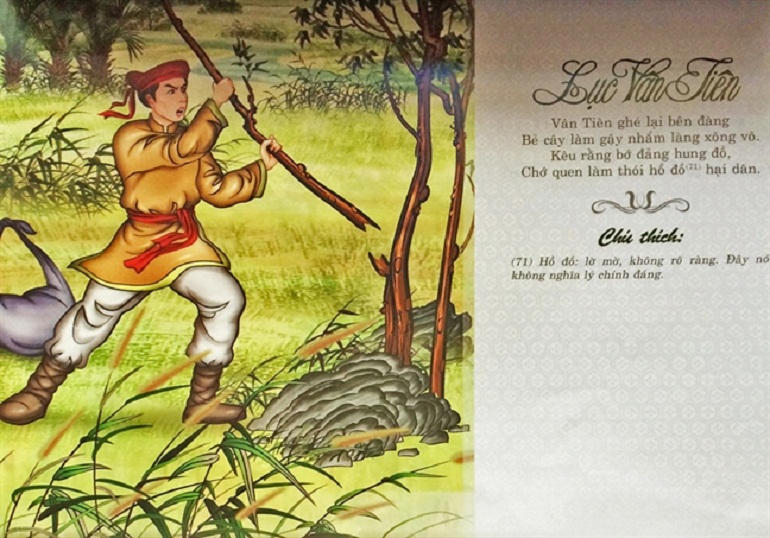 Lục Vân Tiên
Vân Tiên ghé lại bên đàng
Bẻ cây làm gậy nhắm làng xông vô.
Kêu rằng bớ đảng hung đồ,
Chớ quen làm thói hồ đồ(71) hại dân.
Chú thích:
(71) Hồ đồ: lờ mờ, không rõ ràng. Đây nó
không nghĩa lý chính đáng.